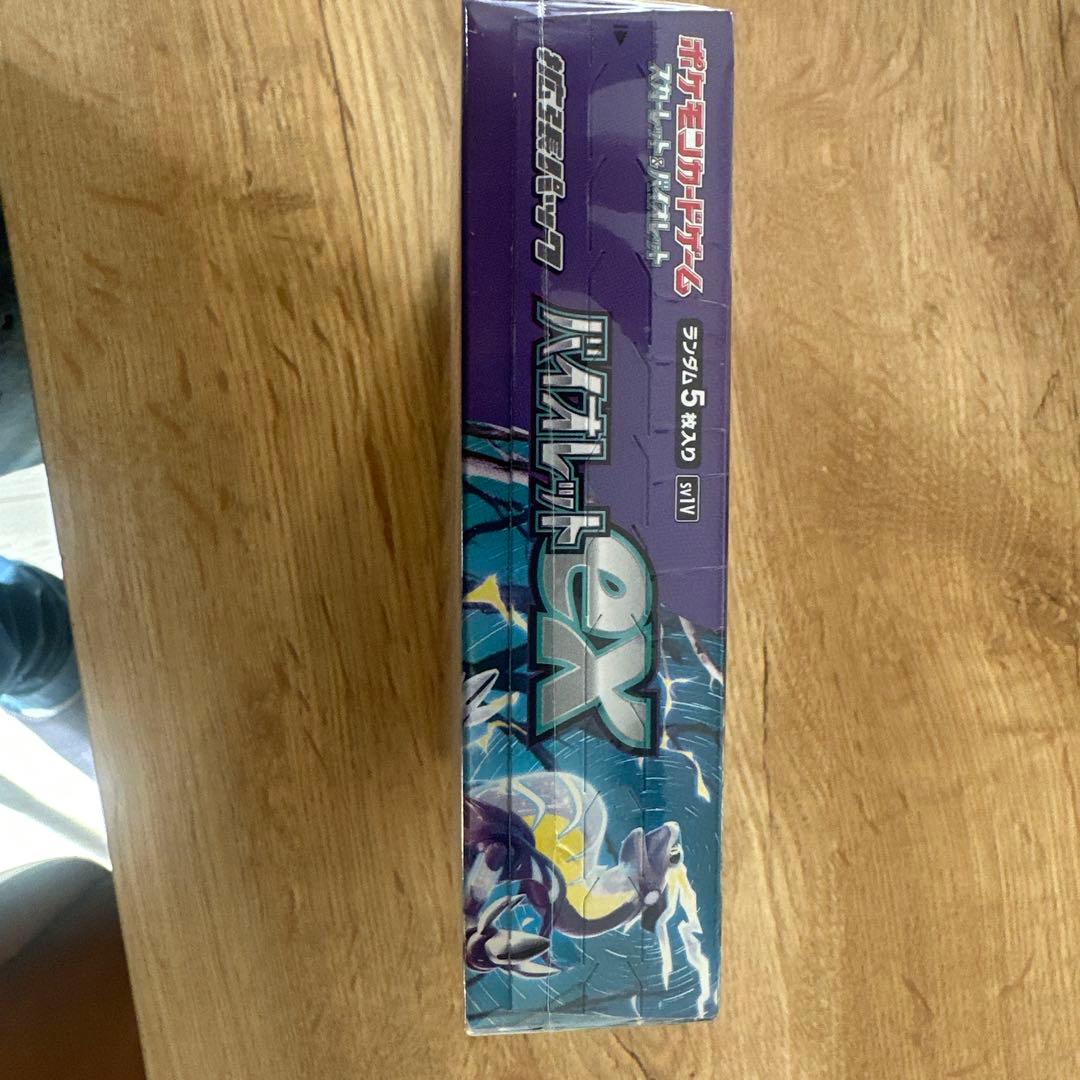 ポケモンカードゲーム
スカーレット&バイオレット
ランダム5枚入り
SV1V
拡張パック
バイオレットex